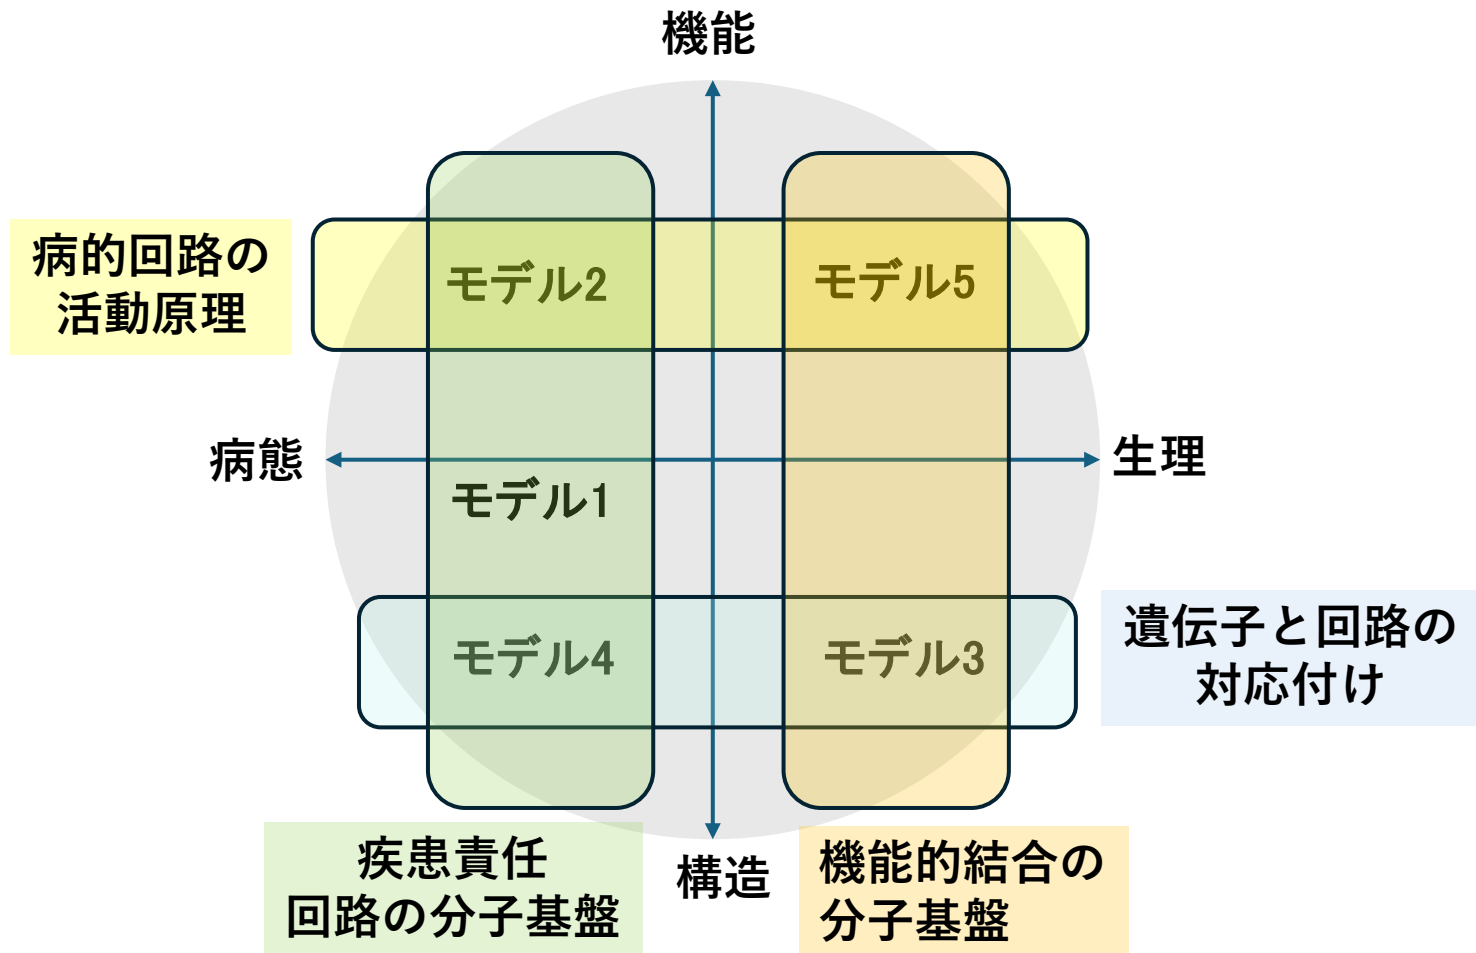 機能
病的回路の
活動原理
モデル2
モデル5
病態
生理
モデル1
モデル4
モデル3
遺伝子と回路の
対応付け
疾患責任
回路の分子基盤
構造
機能的結合の
分子基盤